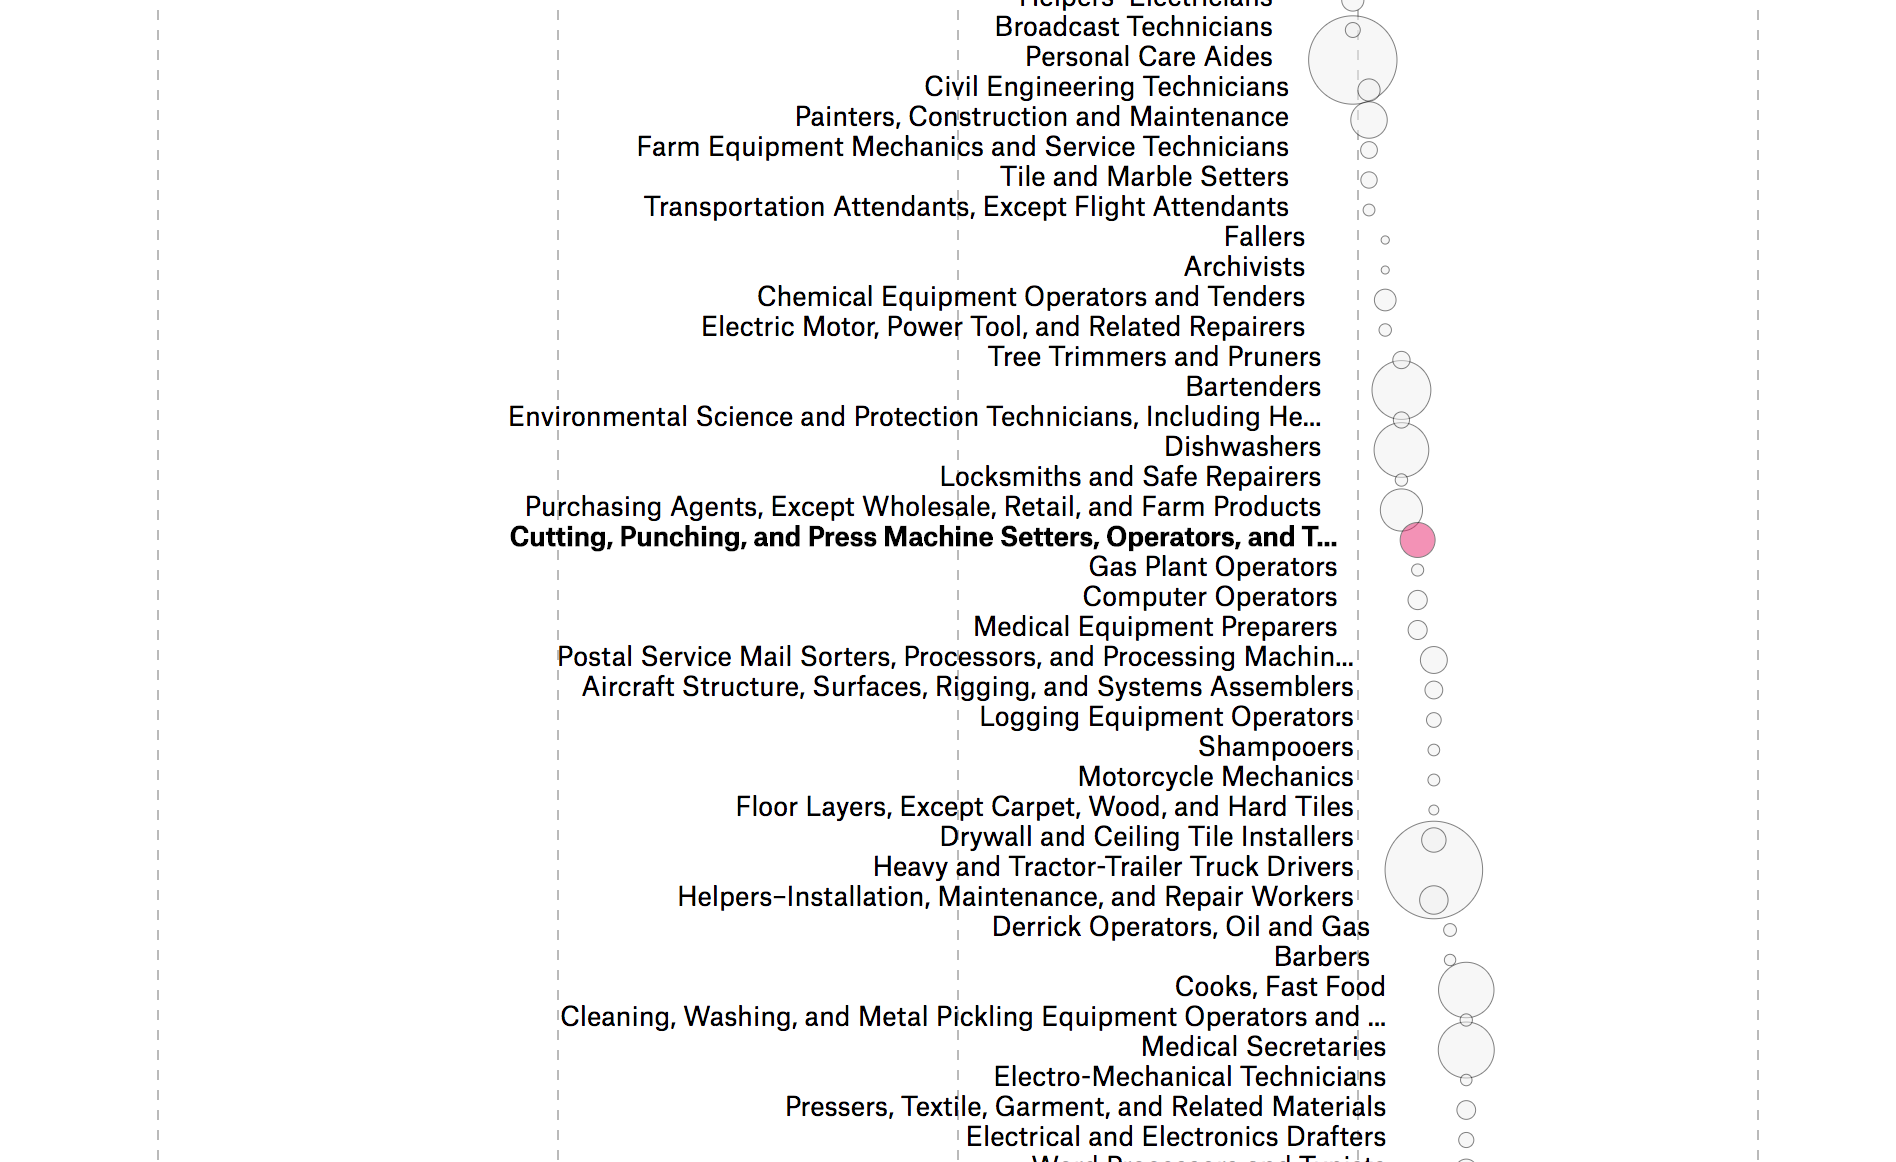 Helpers–Electricians
Broadcast Technicians
Personal Care Aides
Civil Engineering Technicians
Painters, Construction and Maintenance
Farm Equipment Mechanics and Service Technicians
Tile and Marble Setters
Transportation Attendants, Except Flight Attendants
Fallers
Archivists
Chemical Equipment Operators and Tenders
Electric Motor, Power Tool, and Related Repairers
Tree Trimmers and Pruners
Bartenders
Environmental Science and Protection Technicians, Including He...
Dishwashers
Locksmiths and Safe Repairers
Purchasing Agents, Except Wholesale, Retail, and Farm Products
Cutting, Punching, and Press Machine Setters, Operators, and T...
Gas Plant Operators
Computer Operators
Medical Equipment Preparers
Postal Service Mail Sorters, Processors, and Processing Machin...
Aircraft Structure, Surfaces, Rigging, and Systems Assemblers
Logging Equipment Operators
Shampooers
Motorcycle Mechanics
Floor Layers, Except Carpet, Wood, and Hard Tiles
Drywall and Ceiling Tile Installers
Heavy and Tractor-Trailer Truck Drivers
Helpers–Installation, Maintenance, and Repair Workers
Derrick Operators, Oil and Gas
Barbers
Cooks, Fast Food
Cleaning, Washing, and Metal Pickling Equipment Operators and ...
Medical Secretaries
Electro-Mechanical Technicians
Pressers, Textile, Garment, and Related Materials
Electrical and Electronics Drafters
Word Processors and Typists